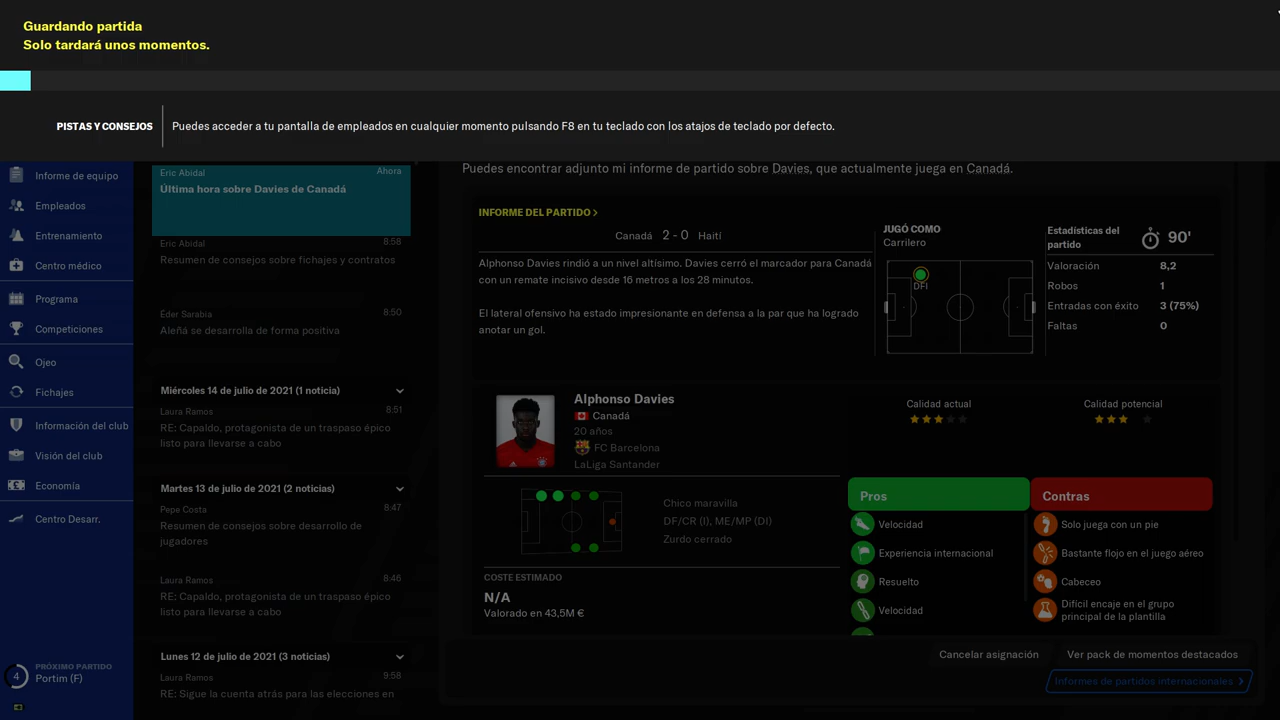 Guardando partida
Solo tardará unos momentos.
PISTAS Y CONSEJOS
Puedes acceder a tu pantalla de empleados en cualquier momento pulsando F8 en tu teclado con los atajos de teclado por defecto.
Informe de equipo
Empleados
Entrenamiento
Centro médico
Programa
Competiciones
Ojeo
Fichajes
Información del club
Visión del club
Economía
Centro Desarr.
4
PRÓXIMO PARTIDO
Portim (F)
Eric Abidal
Ahora
Última hora sobre Davies de Canadá
Eric Abidal
8:58
Resumen de consejos sobre fichajes y contratos
Eder Sarabia
8:50
Aleñá se desarrolla de forma positiva
Miércoles 14 de julio de 2021 (1 noticia)
Laura Ramos
8:51
RE: Capaldo, protagonista de un traspaso épico
listo para llevarse a cabo
Martes 13 de julio de 2021 (2 noticias)
Pepe Costa
8:47
Resumen de consejos sobre desarrollo de
jugadores
Laura Ramos
8:46
RE: Capaldo, protagonista de un traspaso épico
listo para llevarse a cabo
Lunes 12 de julio de 2021 (3 noticias)
Laura Ramos
9:58
RE: Sigue la cuenta atrás para las elecciones en
Puedes encontrar adjunto mi informe de partido sobre Davies, que actualmente juega en Canadá.
INFORME DEL PARTIDO >
Canadá 2 - 0 Haití
Alphonso Davies rindió a un nivel altísimo. Davies cerró el marcador para Canadá
con un remate incisivo desde 16 metros a los 28 minutos.
El lateral ofensivo ha estado impresionante en defensa a la par que ha logrado
anotar un gol.
JUGÓ COMO
Carrilero
DFI
Estadísticas del
partido
90'
Valoración 8,2
Robos 1
Entradas con éxito 3 (75%)
Faltas 0
Alphonso Davies
Canadá
20 años
FC Barcelona
LaLiga Santander
Calidad actual
Calidad potencial
Chico maravilla
DF/CR (I), ME/MP (DI)
Zurdo cerrado
COSTE ESTIMADO
N/A
Valorado en 43,5M €
Pros
Velocidad
Experiencia internacional
Resuelto
Velocidad
Contras
Solo juega con un pie
Bastante flojo en el juego aéreo
Cabeceo
Difícil encaje en el grupo
principal de la plantilla
Cancelar asignación
Ver pack de momentos destacados
Informes de partidos internacionales >